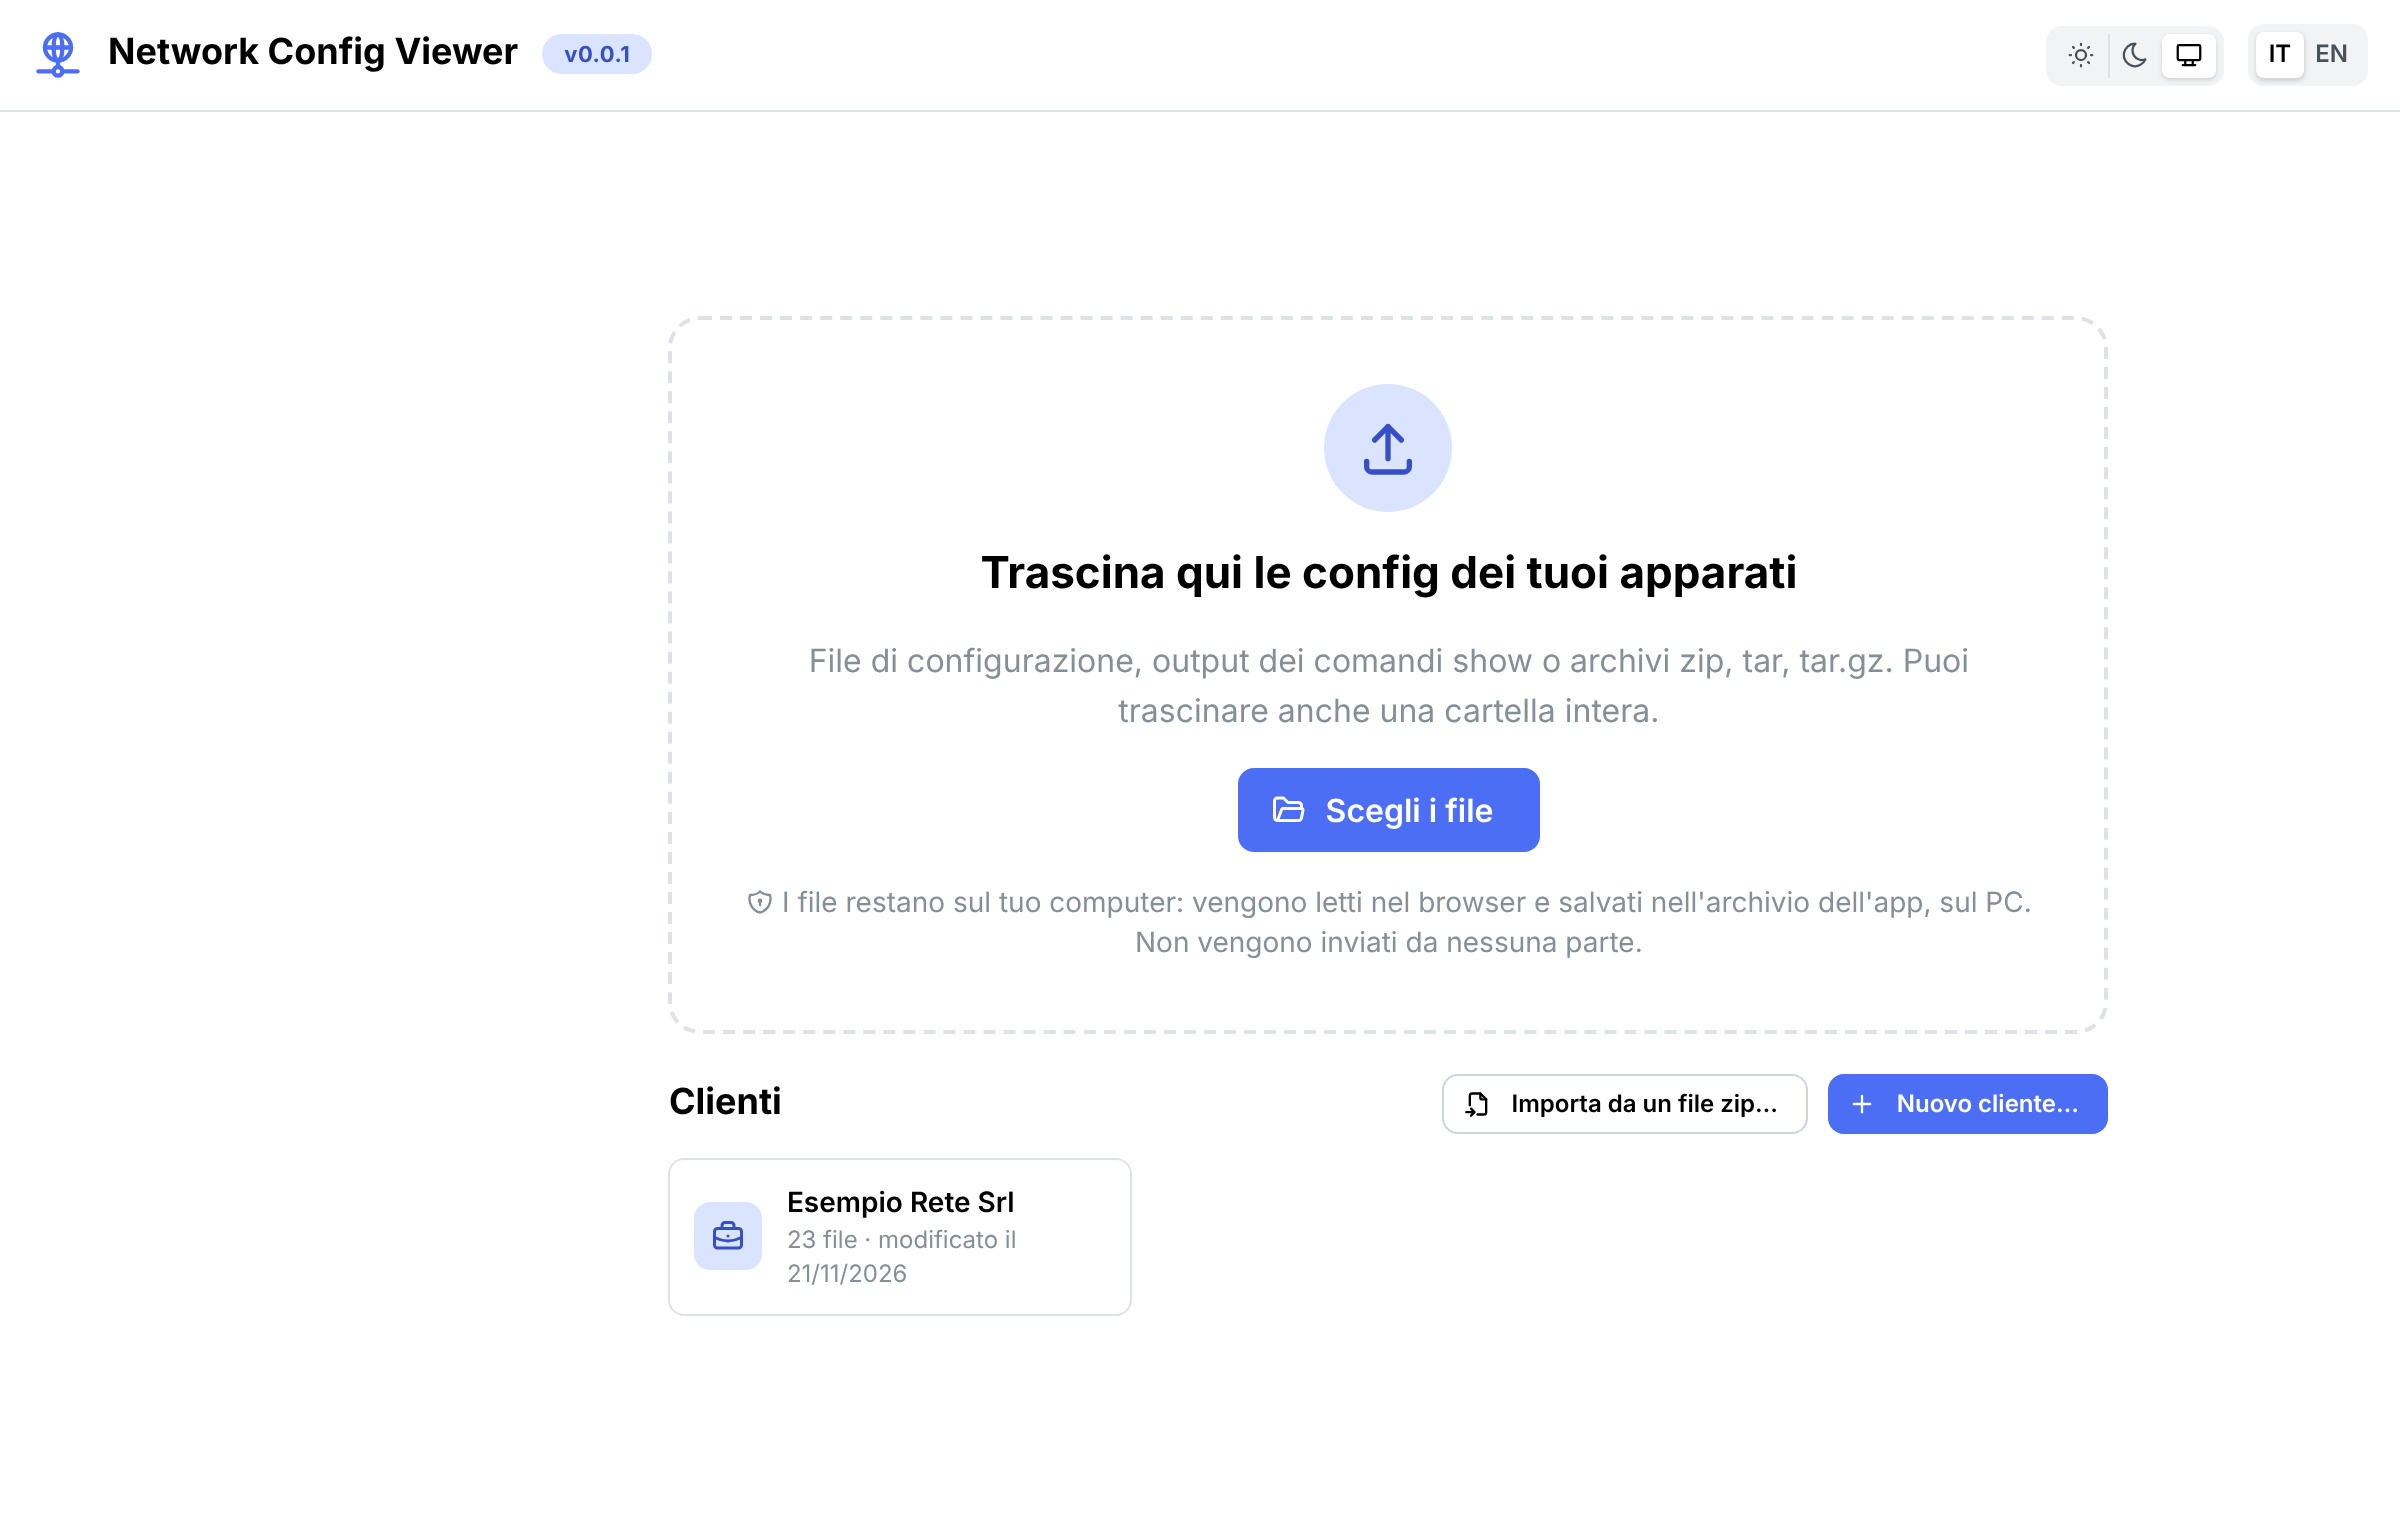 Network Config Viewer v0.0.1 IT EN
Trascina qui le config dei tuoi apparati
File di configurazione, output dei comandi show o archivi zip, tar, tar.gz. Puoi
trascinare anche una cartella intera.
Scegli i file
I file restano sul tuo computer: vengono letti nel browser e salvati nell'archivio dell'app, sul PC.
Non vengono inviati da nessuna parte.
Clienti Importa da un file zip... Nuovo cliente...
Esempio Rete Srl
23 file · modificato il
21/11/2026